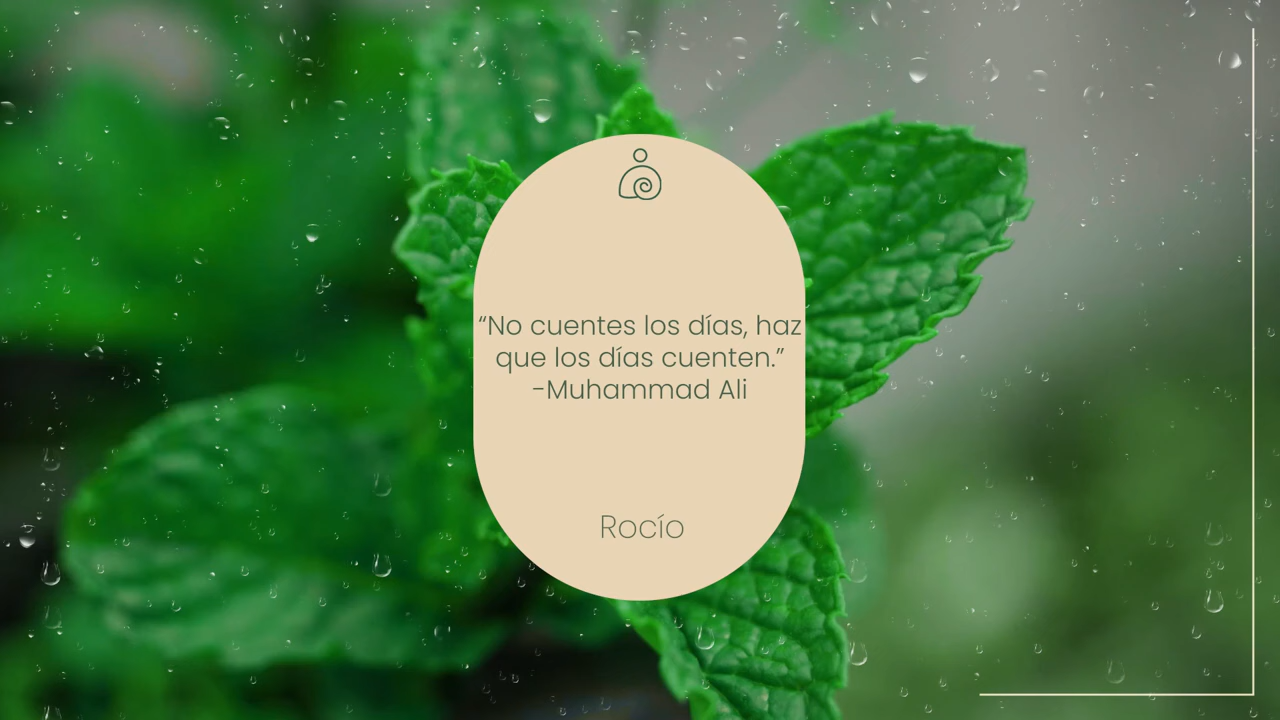 “No cuentes los días, haz
que los días cuenten.”
-Muhammad Ali
Rocío